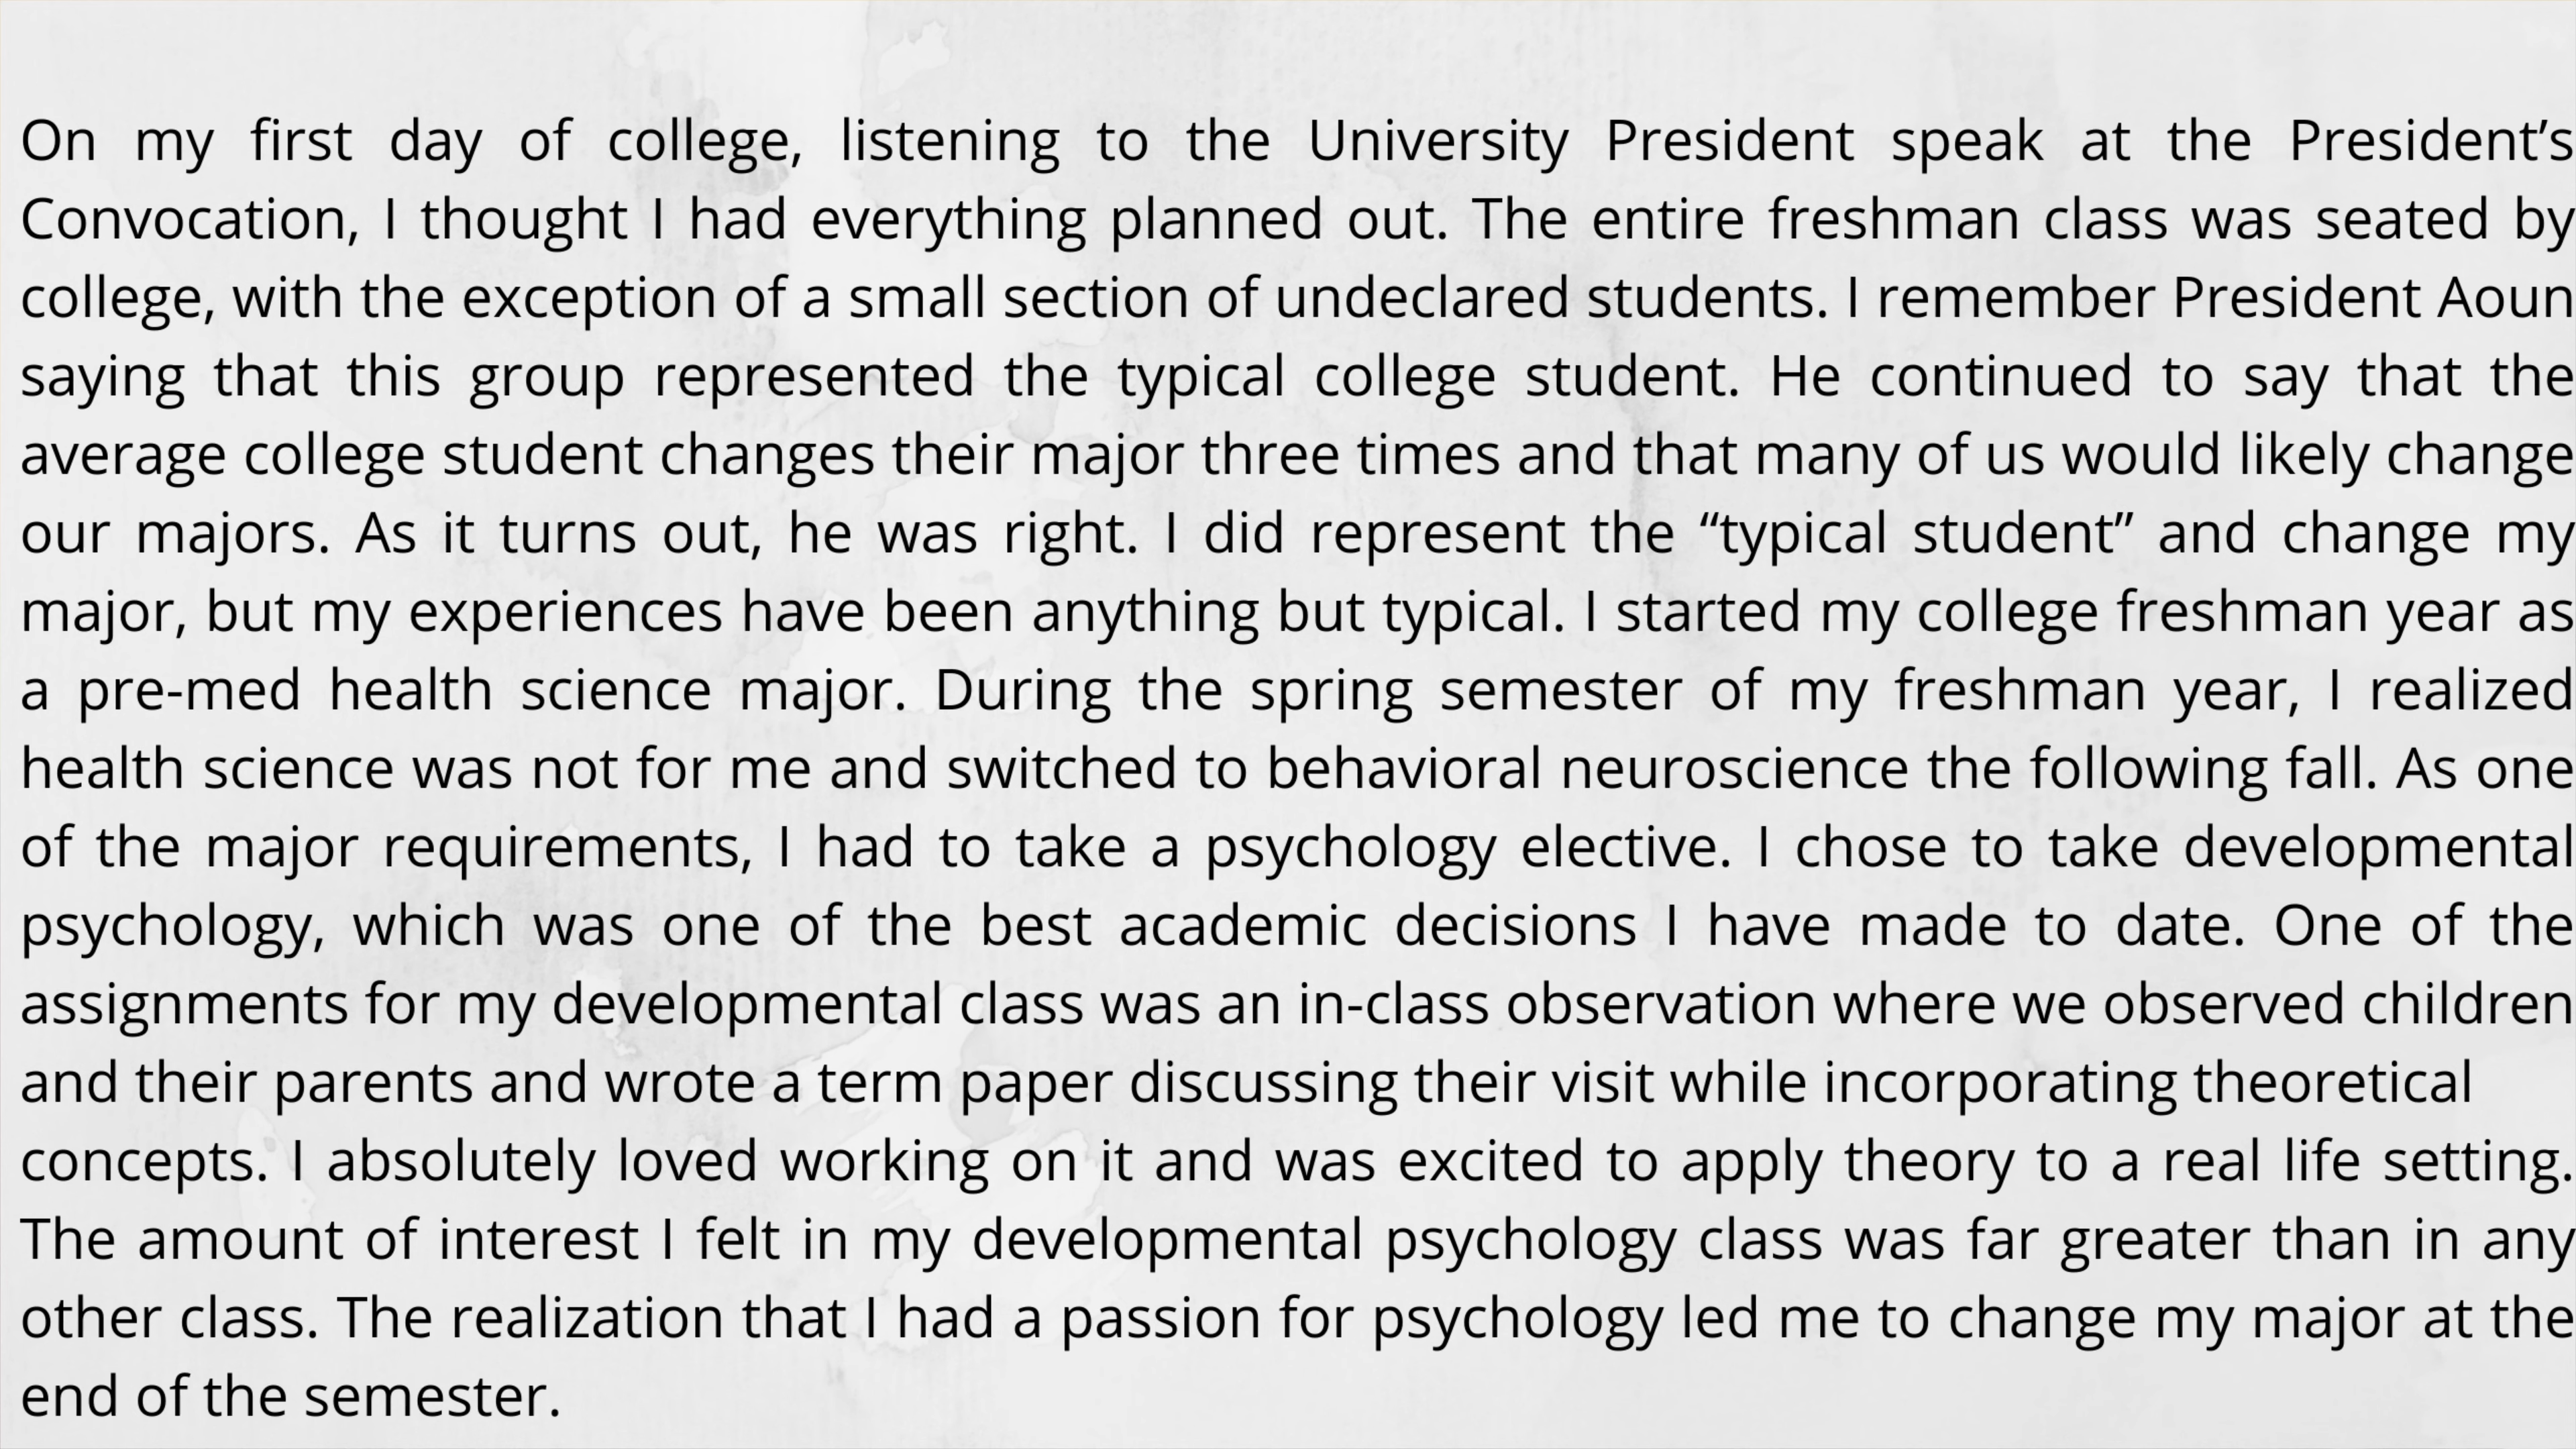 On my first day of college, listening to the University President speak at the President’s
Convocation, I thought I had everything planned out. The entire freshman class was seated by
college, with the exception of a small section of undeclared students. I remember President Aoun
saying that this group represented the typical college student. He continued to say that the
average college student changes their major three times and that many of us would likely change
our majors. As it turns out, he was right. I did represent the “typical student” and change my
major, but my experiences have been anything but typical. I started my college freshman year as
a pre-med health science major. During the spring semester of my freshman year, I realized
health science was not for me and switched to behavioral neuroscience the following fall. As one
of the major requirements, I had to take a psychology elective. I chose to take developmental
psychology, which was one of the best academic decisions I have made to date. One of the
assignments for my developmental class was an in-class observation where we observed children
and their parents and wrote a term paper discussing their visit while incorporating theoretical
concepts. I absolutely loved working on it and was excited to apply theory to a real life setting.
The amount of interest I felt in my developmental psychology class was far greater than in any
other class. The realization that I had a passion for psychology led me to change my major at the
end of the semester.